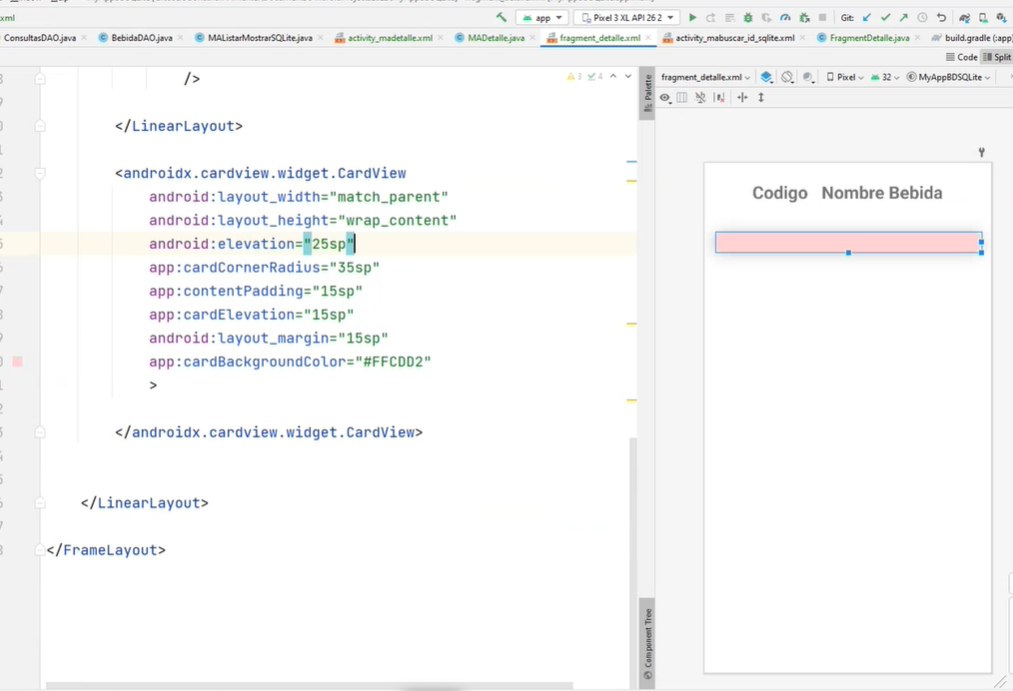 app
Pixel 3 XL API 26 2
Git:
xml
ConsultasDAO.java
BebidaDAO.java
MAListarMostrarSQLite.java
activity_madetalle.xml
MADetalle.java
fragment_detalle.xml
activity_mabuscar_id_sqlite.xml
FragmentDetalle.java
build.gradle (:app)
Code
Split
/>
</LinearLayout>
<androidx.cardview.widget.CardView
android:layout_width="match_parent"
android:layout_height="wrap_content"
android:elevation="25sp"
app:cardCornerRadius="35sp"
app:contentPadding="15sp"
app:cardElevation="15sp"
android:layout_margin="15sp"
app:cardBackgroundColor="#FFCDD2"
>
</androidx.cardview.widget.CardView>
</LinearLayout>
</FrameLayout>
3
4
Palette
Component Tree
fragment_detalle.xml
Pixel
32
MyAppBDSQLite
Codigo Nombre Bebida